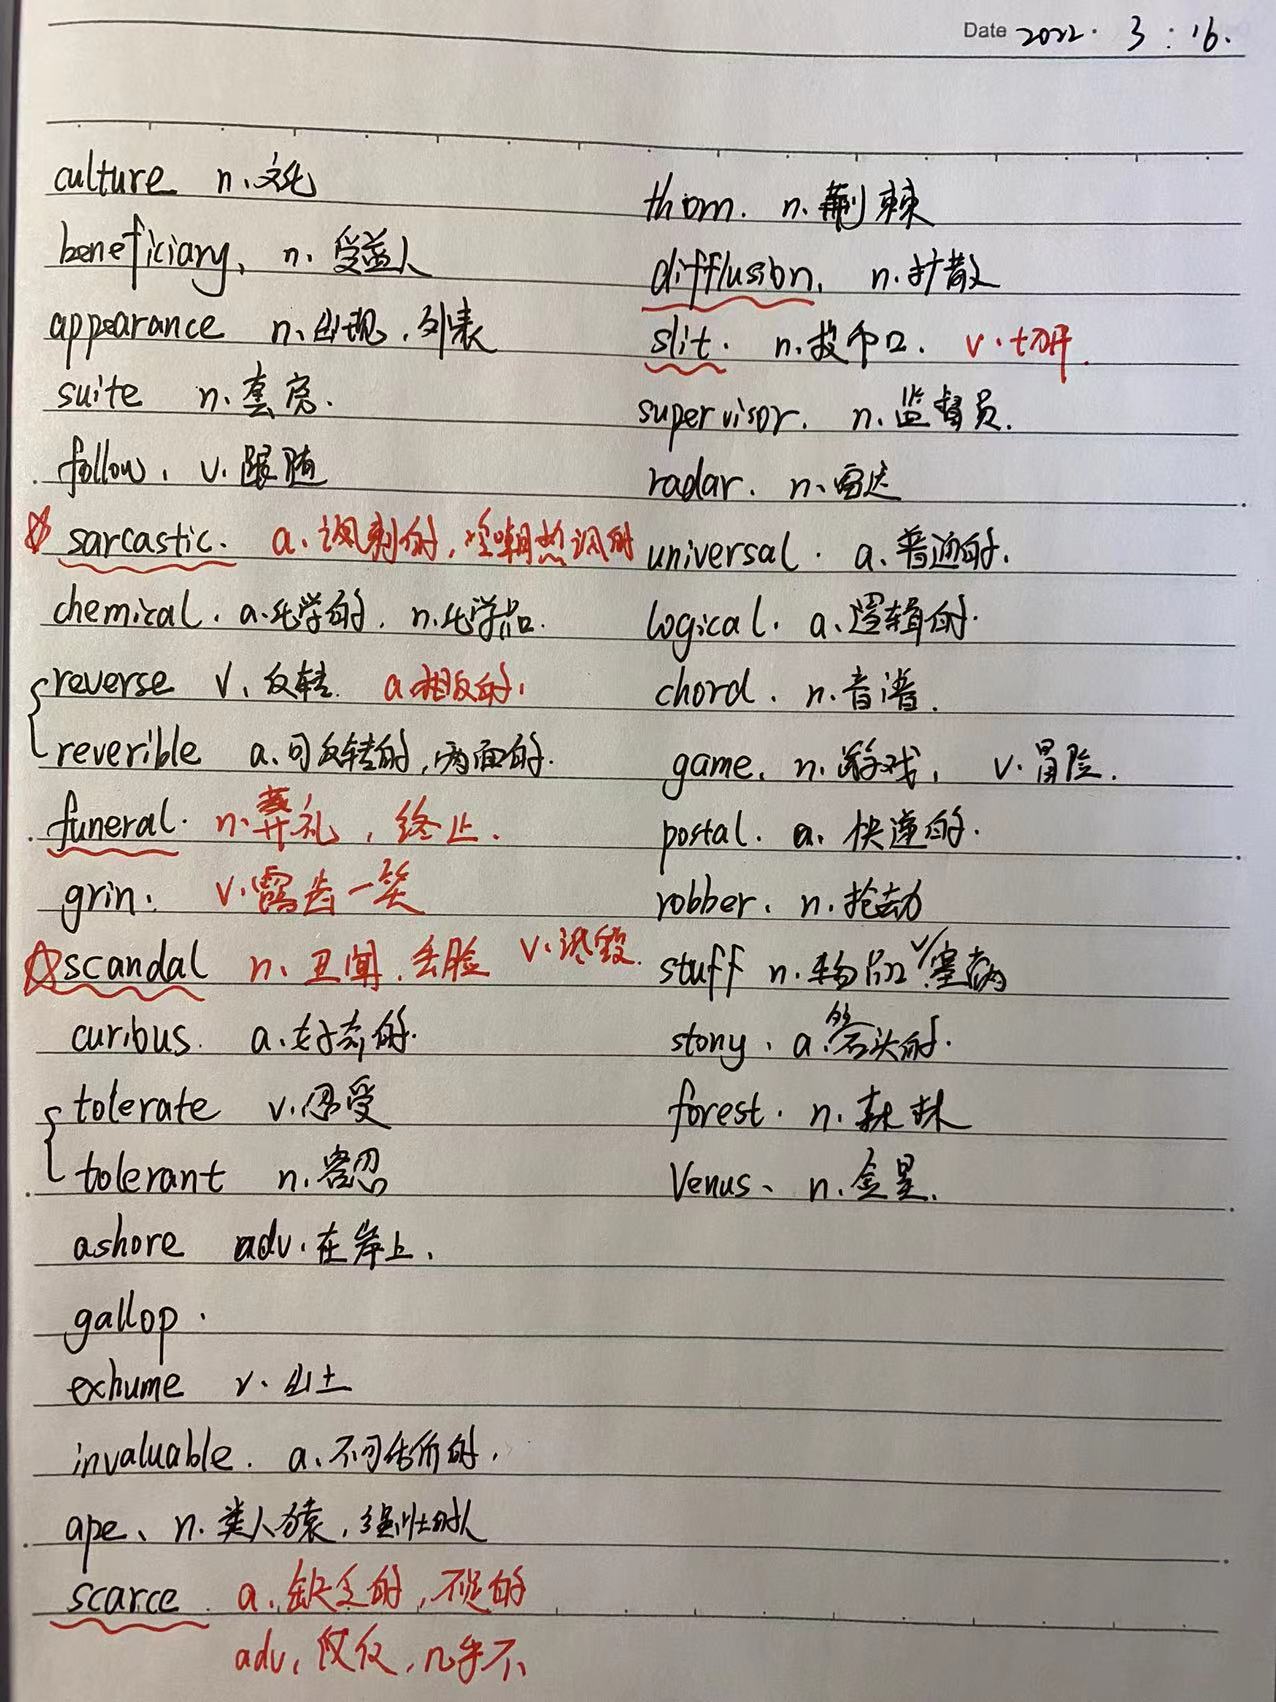 Date 2022. 3 : 16.
culture n.文化
beneficiary, n. 受益人
appearance n.出现,列表
suite n.套房.
follow, v.跟随
sarcastic. a.讽刺的,冷嘲热讽的
chemical. a.化学的. n.化学品.
reverse v.反转. a.相反的,
reverible a.可反转的,两面的.
funeral. n.葬礼,终止.
grin. v.露齿一笑
scandal n.丑闻.丢脸 v.诽毁.
curious. a.好奇的.
tolerate v.忍受
tolerant n.容忍
ashore adv.在岸上.
gallop.
exhume v.出土
invaluable. a.不可估价的.
ape、n.类人猿,强壮的人
scarce. a.缺乏的,不足的
adv,仅仅,几乎不
thorn. n.荆棘
difflusion, n.扩散
slit. n.投币口. v.切开.
supervisor. n.监督员.
radar. n.雷达
universal. a.普遍的.
logical. a.逻辑的.
chord. n.音谱.
game. n.游戏, v.冒险.
postal. a.快递的.
robber. n.抢劫
stuff n.物品 v.塞满
stony. a.石头的.
forest. n.森林
Venus、n.金星.